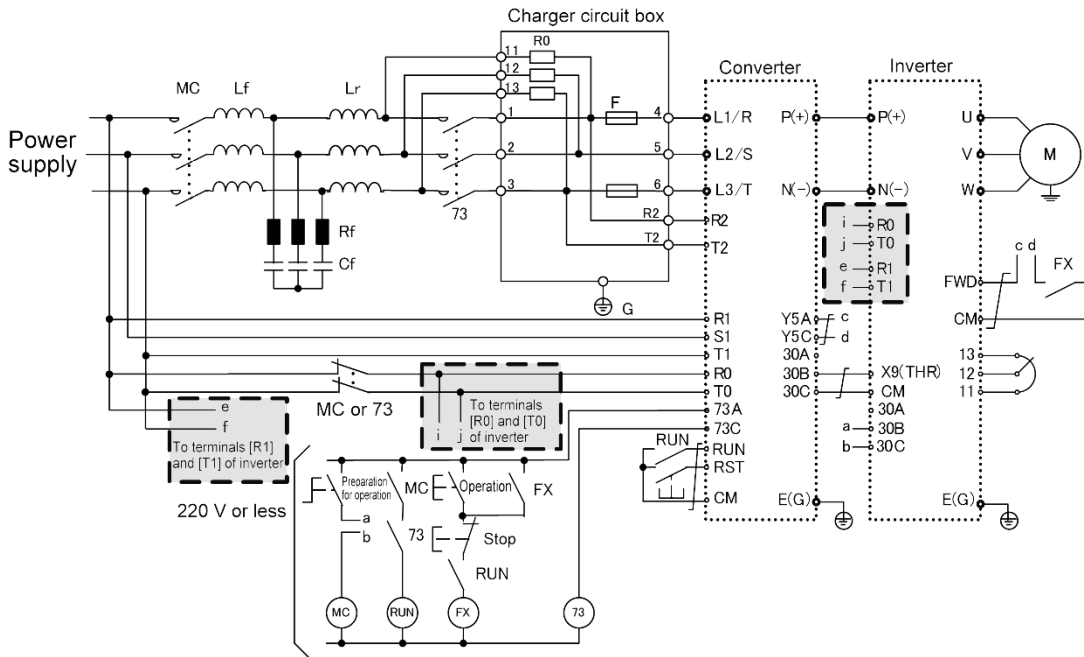 Charger circuit box
11
R0
12
13
MC
Lf
Lr
Converter
Inverter
Power
supply
1
F
4
L1/R
P(+)
P(+)
U
2
5
L2/S
V
M
3
6
L3/T
N(-)
N(-)
W
73
R2
R2
i
R0
T2
T2
j
T0
Rf
Cf
e
R1
f
T1
c
d
FX
FWD
G
R1
Y5A
c
CM
S1
Y5C
d
T1
30A
13
R0
30B
X9(THR)
12
T0
30C
CM
11
MC or 73
73A
30A
73C
a
30B
b
30C
e
f
To terminals [R1]
and [T1] of inverter
To terminals
[R0] and [T0]
of inverter
i
j
RUN
RUN
RST
CM
E(G)
E(G)
220 V or less
Preparation
for operation
MC
Operation
FX
a
b
73
Stop
RUN
MC
RUN
FX
73